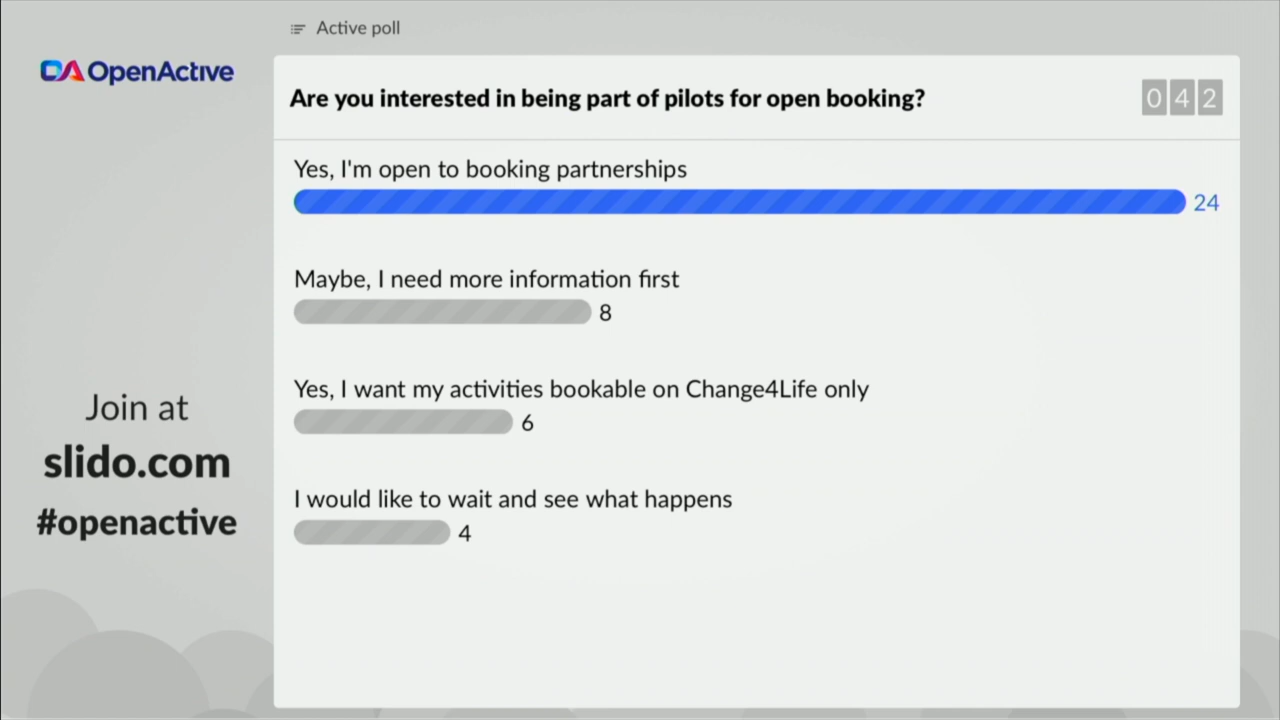 Active poll
OpenActive
Are you interested in being part of pilots for open booking?
042
Yes, I'm open to booking partnerships
24
Maybe, I need more information first
8
Yes, I want my activities bookable on Change4Life only
6
I would like to wait and see what happens
4
Join at
slido.com
#openactive